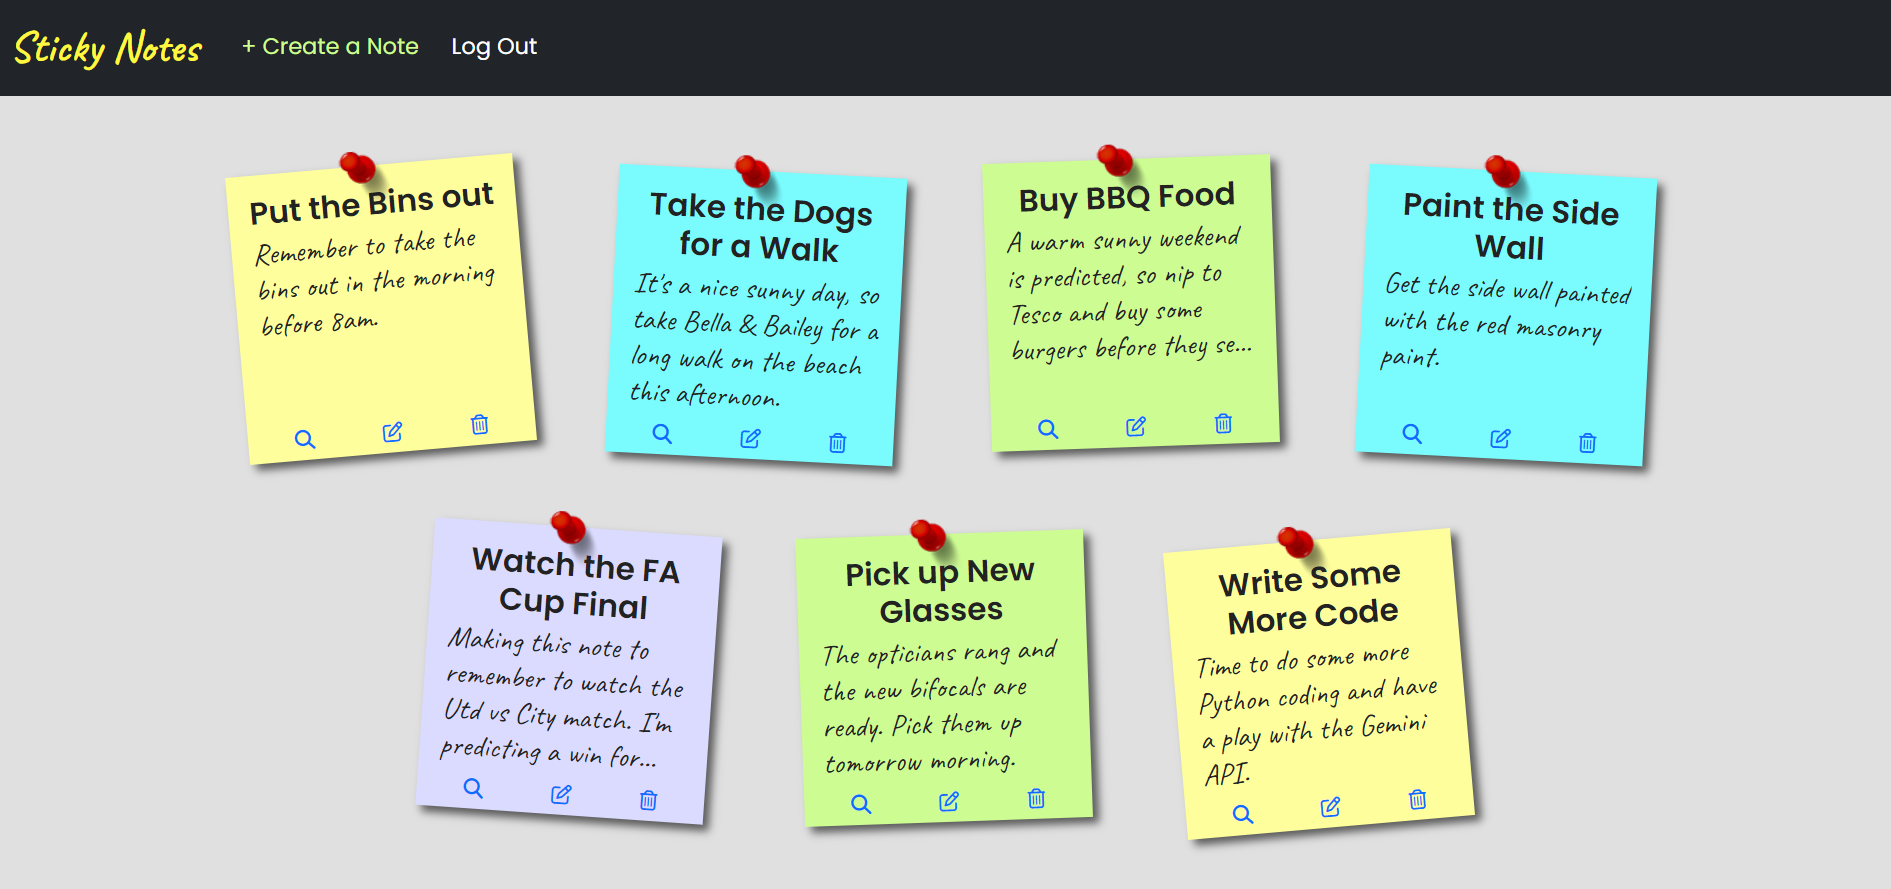 Sticky Notes
+ Create a Note
Log Out
Put the Bins out
Remember to take the
bins out in the morning
before 8am.
Take the Dogs
for a Walk
It's a nice sunny day, so
take Bella & Bailey for a
long walk on the beach
this afternoon.
Buy BBQ Food
A warm sunny weekend
is predicted, so nip to
Tesco and buy some
burgers before they se...
Paint the Side
Wall
Get the side wall painted
with the red masonry
paint.
Watch the FA
Cup Final
Making this note to
remember to watch the
Utd vs City match. I'm
predicting a win for...
Pick up New
Glasses
The opticians rang and
the new bifocals are
ready. Pick them up
tomorrow morning.
Write Some
More Code
Time to do some more
Python coding and have
a play with the Gemini
API.